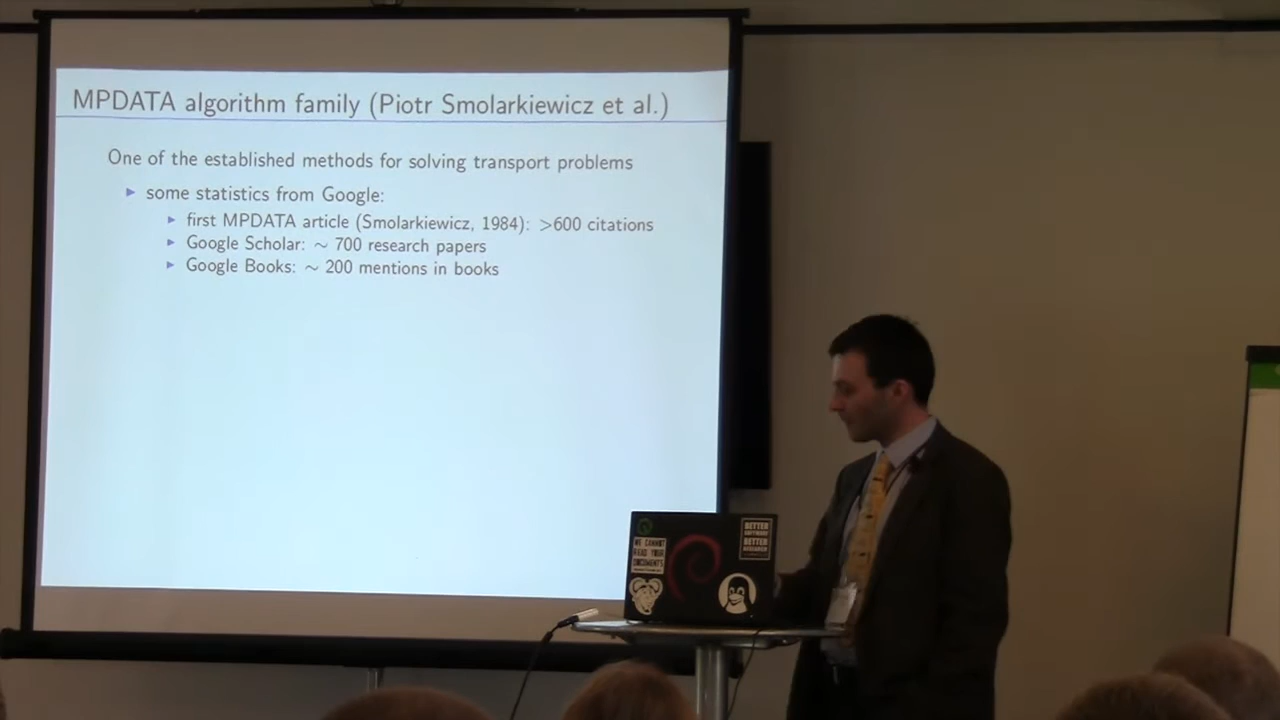 MPDATA algorithm family (Piotr Smolarkiewicz et al.)
One of the established methods for solving transport problems
some statistics from Google:
first MPDATA article (Smolarkiewicz, 1984): >600 citations
Google Scholar: ∼ 700 research papers
Google Books: ∼ 200 mentions in books
WE CANNOT
READ YOUR
DOCUMENTS
BETTER
SOFTWARE
BETTER
RESEARCH